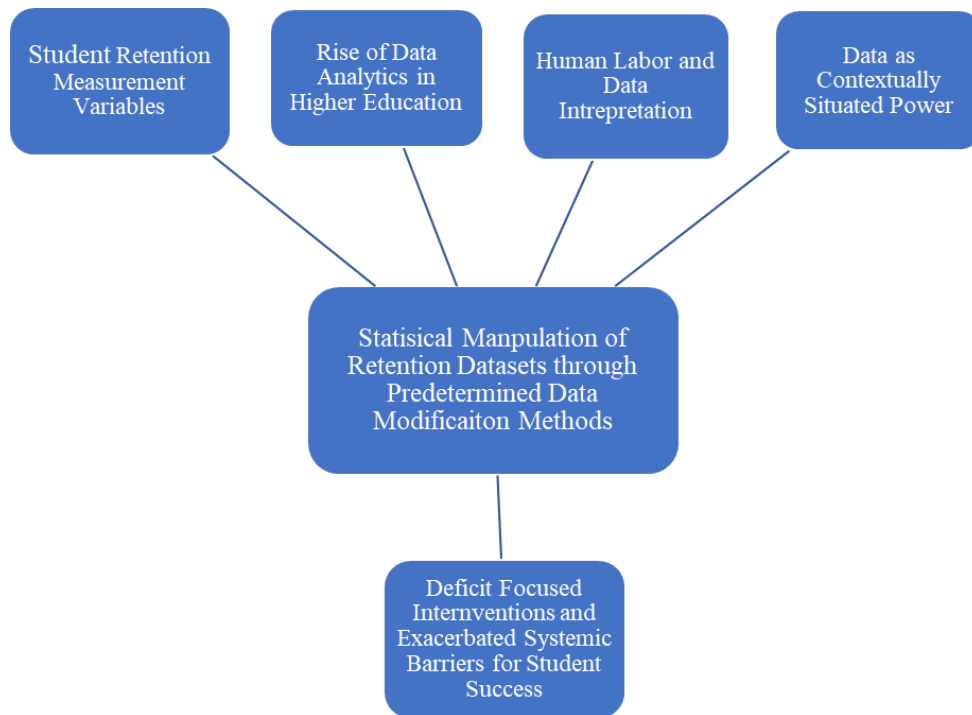 Student Retention
Measurement
Variables
Rise of Data
Analytics in
Higher Education
Human Labor and
Data
Intrepretation
Data as
Contextually
Situated Power
Statisical Manpulation of
Retention Datasets through
Predetermined Data
Modificaiton Methods
Deficit Focused
Internventions and
Exacerbated Systemic
Barriers for Student
Success